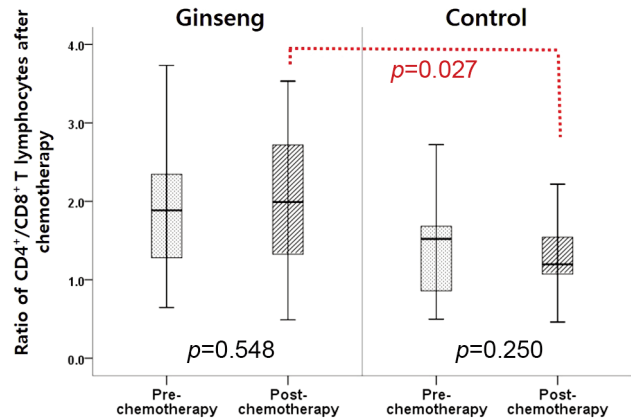 Ginseng
Control
Ratio of CD4⁺/CD8⁺ T lymphocytes after
chemotherapy
4.0
3.0
2.0
1.0
0.0
p=0.027
p=0.548
p=0.250
Pre-
chemotherapy
Post-
chemotherapy
Pre-
chemotherapy
Post-
chemotherapy